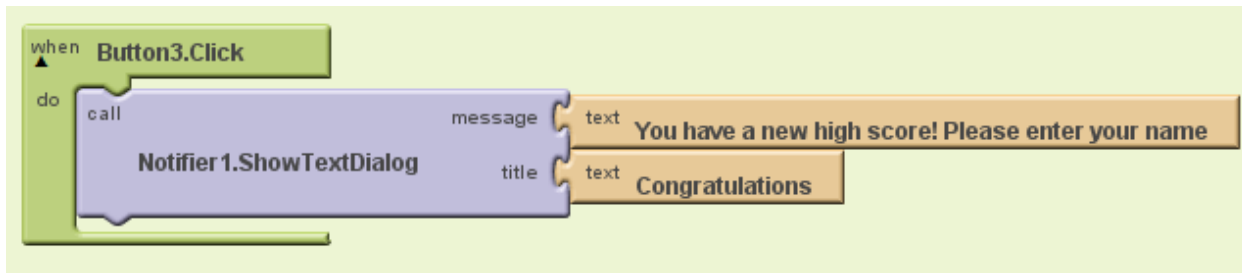 when Button3.Click
do
call
message text You have a new high score! Please enter your name
Notifier1.ShowTextDialog
title text Congratulations